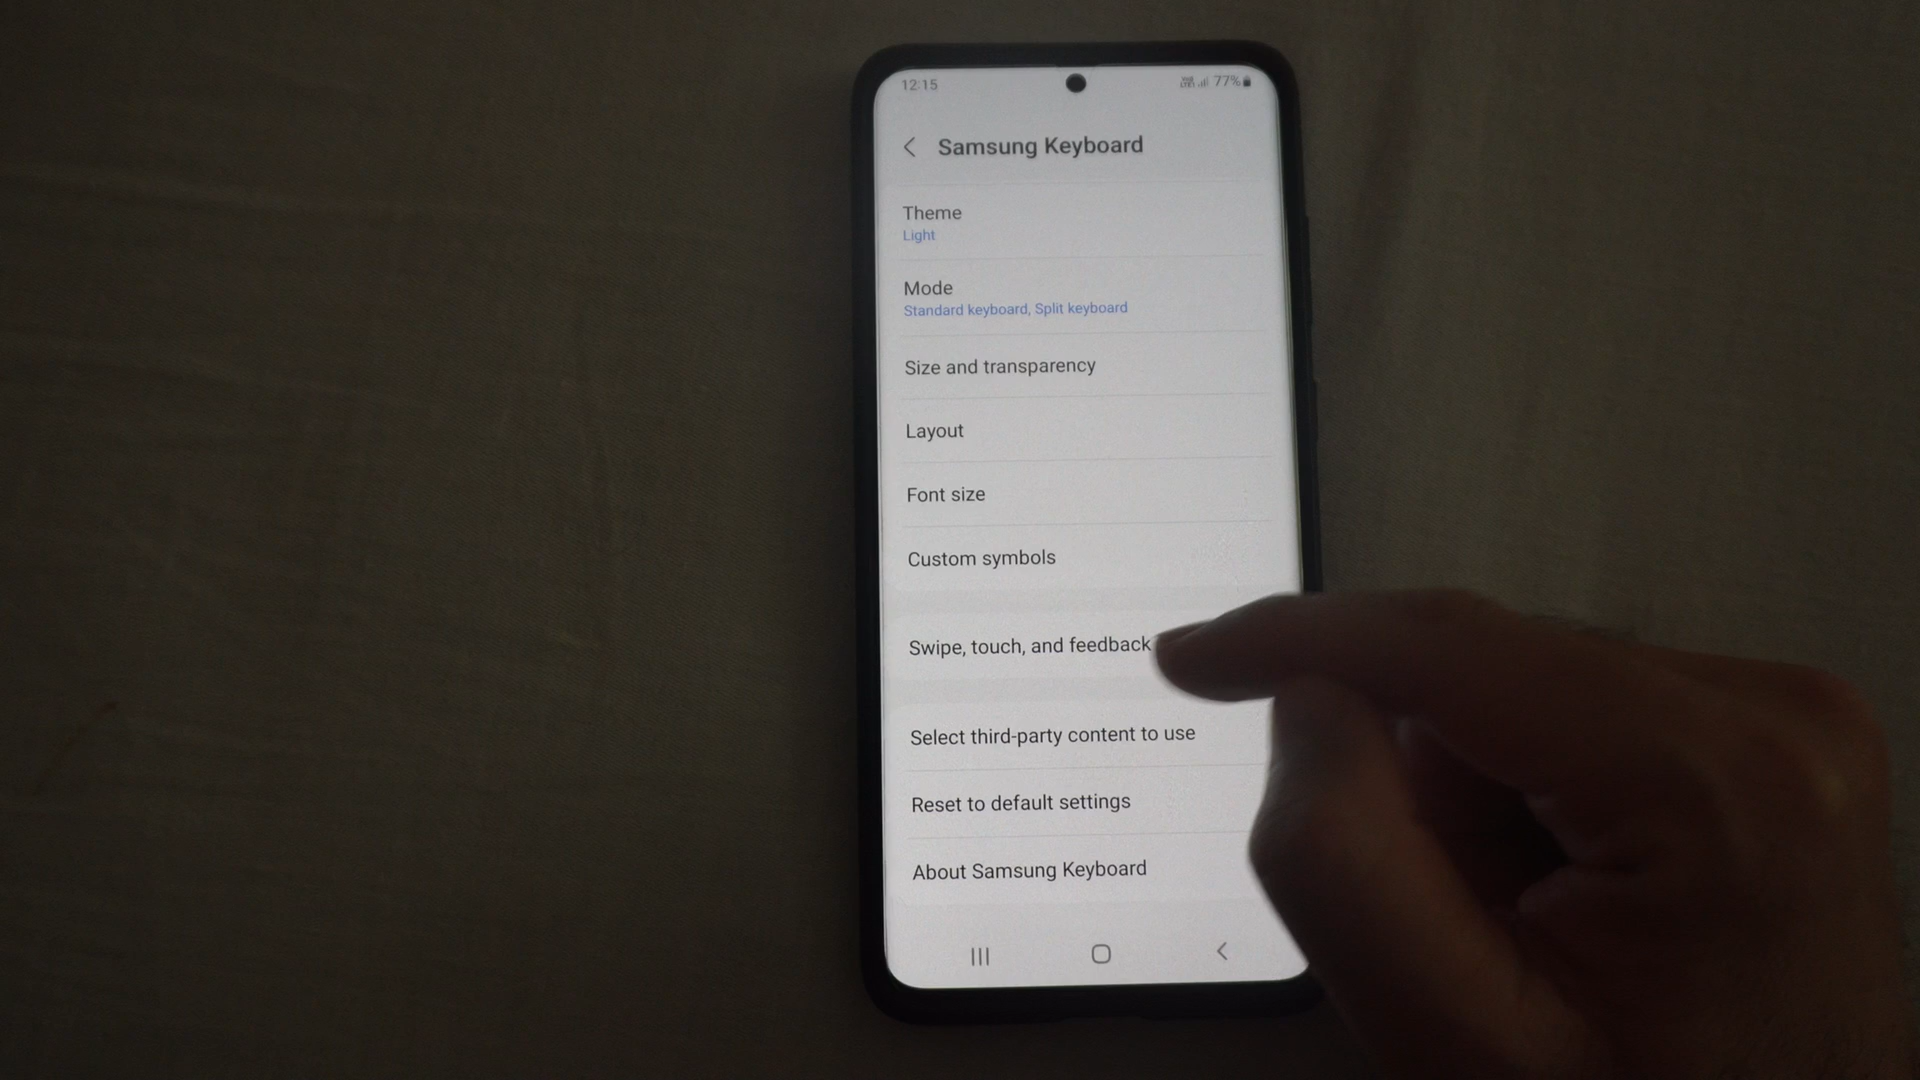 12:15
77%
Samsung Keyboard
Theme
Light
Mode
Standard keyboard, Split keyboard
Size and transparency
Layout
Font size
Custom symbols
Swipe, touch, and feedback
Select third-party content to use
Reset to default settings
About Samsung Keyboard